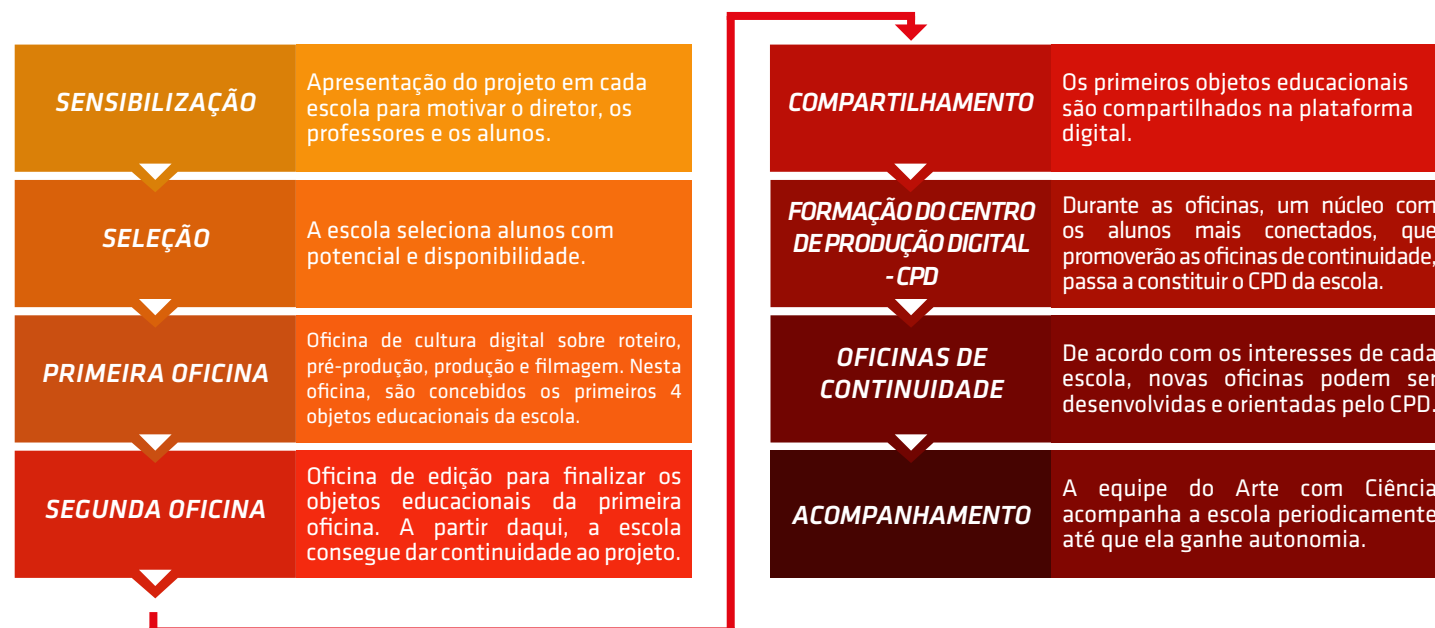 SENSIBILIZAÇÃO
Apresentação do projeto em cada
escola para motivar o diretor, os
professores e os alunos.
SELEÇÃO
A escola seleciona alunos com
potencial e disponibilidade.
PRIMEIRA OFICINA
Oficina de cultura digital sobre roteiro,
pré-produção, produção e filmagem. Nesta
oficina, são concebidos os primeiros 4
objetos educacionais da escola.
SEGUNDA OFICINA
Oficina de edição para finalizar os
objetos educacionais da primeira
oficina. A partir daqui, a escola
consegue dar continuidade ao projeto.
COMPARTILHAMENTO
Os primeiros objetos educacionais
são compartilhados na plataforma
digital.
FORMAÇÃO DO CENTRO
DE PRODUÇÃO DIGITAL
- CPD
Durante as oficinas, um núcleo com
os alunos mais conectados, que
promoverão as oficinas de continuidade,
passa a constituir o CPD da escola.
OFICINAS DE
CONTINUIDADE
De acordo com os interesses de cada
escola, novas oficinas podem ser
desenvolvidas e orientadas pelo CPD.
ACOMPANHAMENTO
A equipe do Arte com Ciência
acompanha a escola periodicamente
até que ela ganhe autonomia.